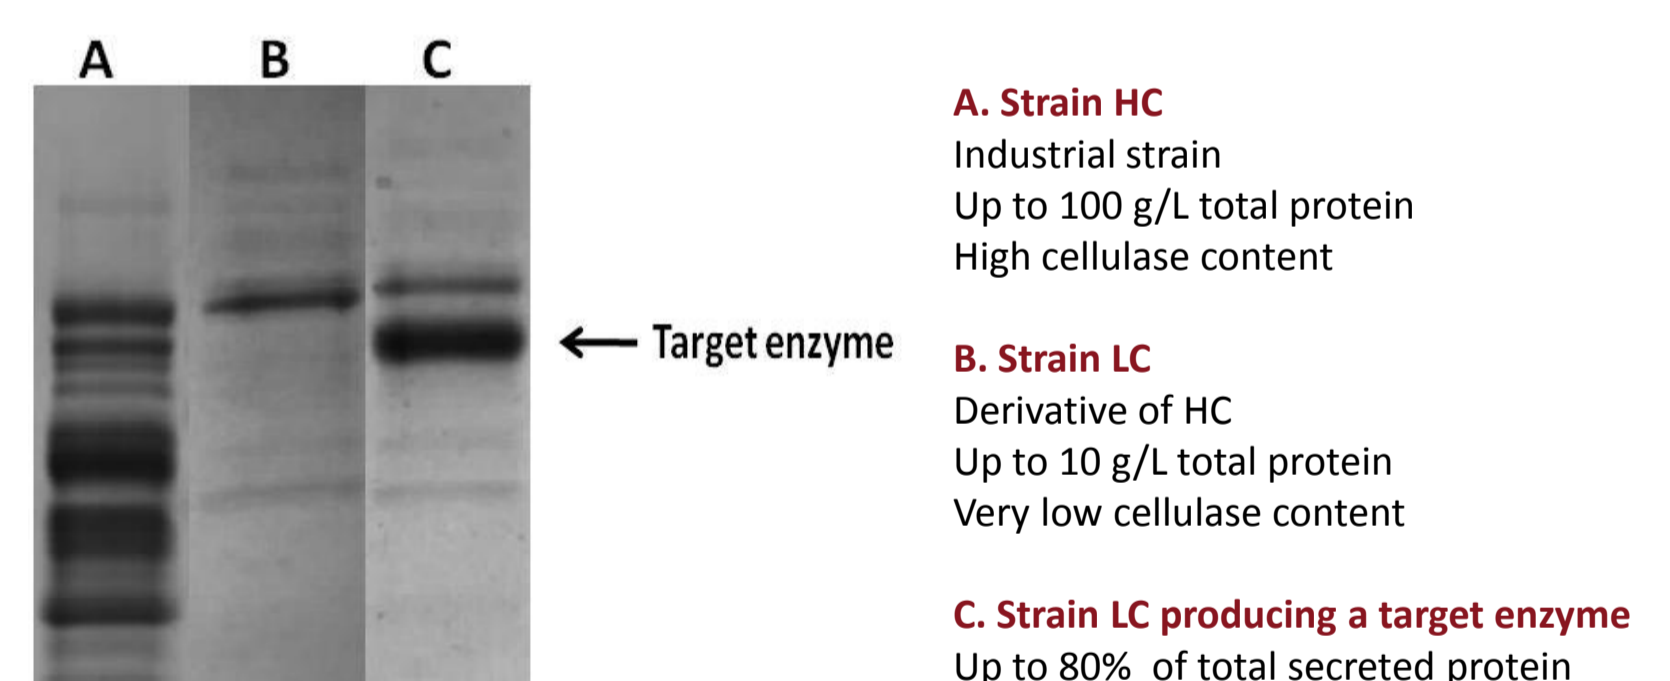 A B C
Target enzyme
A. Strain HC
Industrial strain
Up to 100 g/L total protein
High cellulase content
B. Strain LC
Derivative of HC
Up to 10 g/L total protein
Very low cellulase content
C. Strain LC producing a target enzyme
Up to 80% of total secreted protein